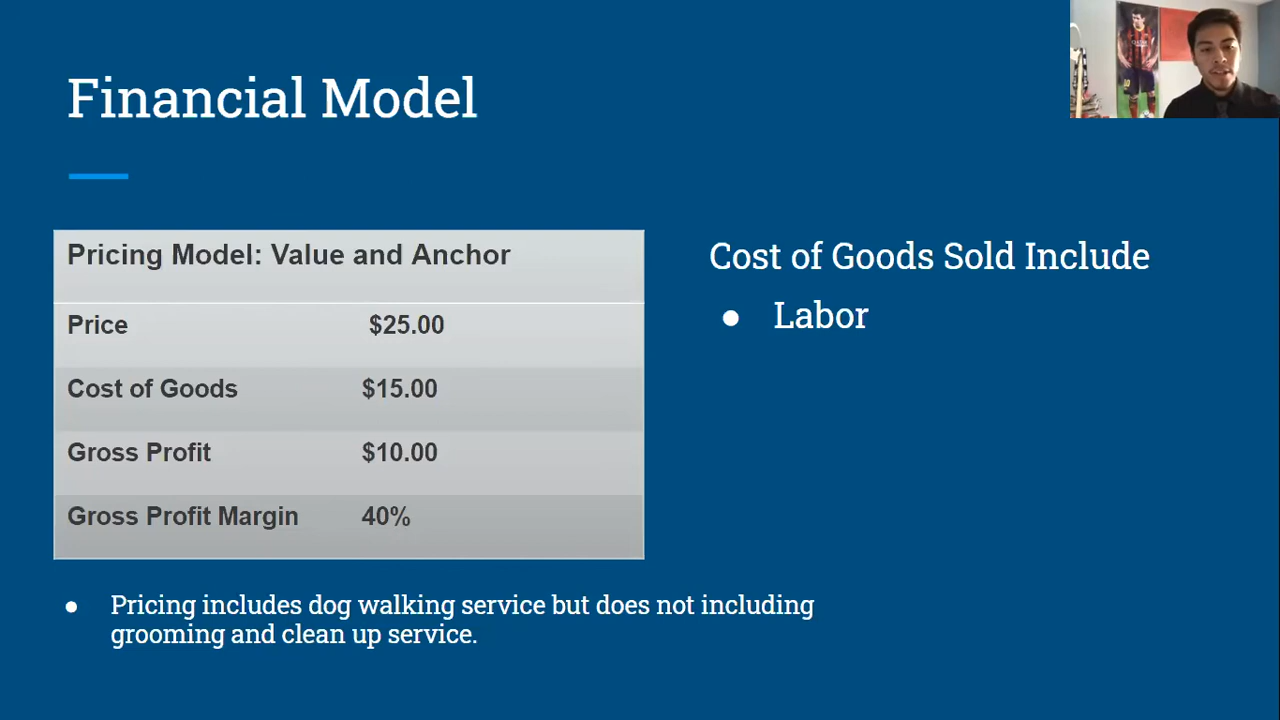 Financial Model
Pricing Model: Value and Anchor
Price $25.00
Cost of Goods $15.00
Gross Profit $10.00
Gross Profit Margin 40%
Cost of Goods Sold Include
● Labor
● Pricing includes dog walking service but does not including
grooming and clean up service.